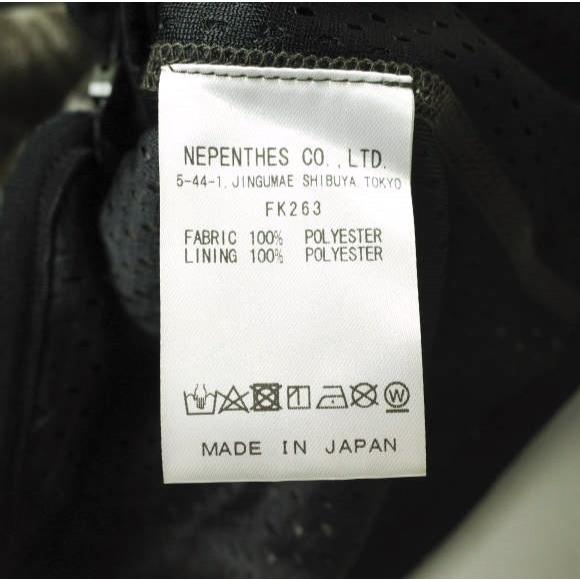 NEPENTHES CO.,LTD.
5-44-1, JINGUMAE SHIBUYA, TOKYO
FK263
FABRIC 100% POLYESTER
LINING 100% POLYESTER
W
MADE IN JAPAN